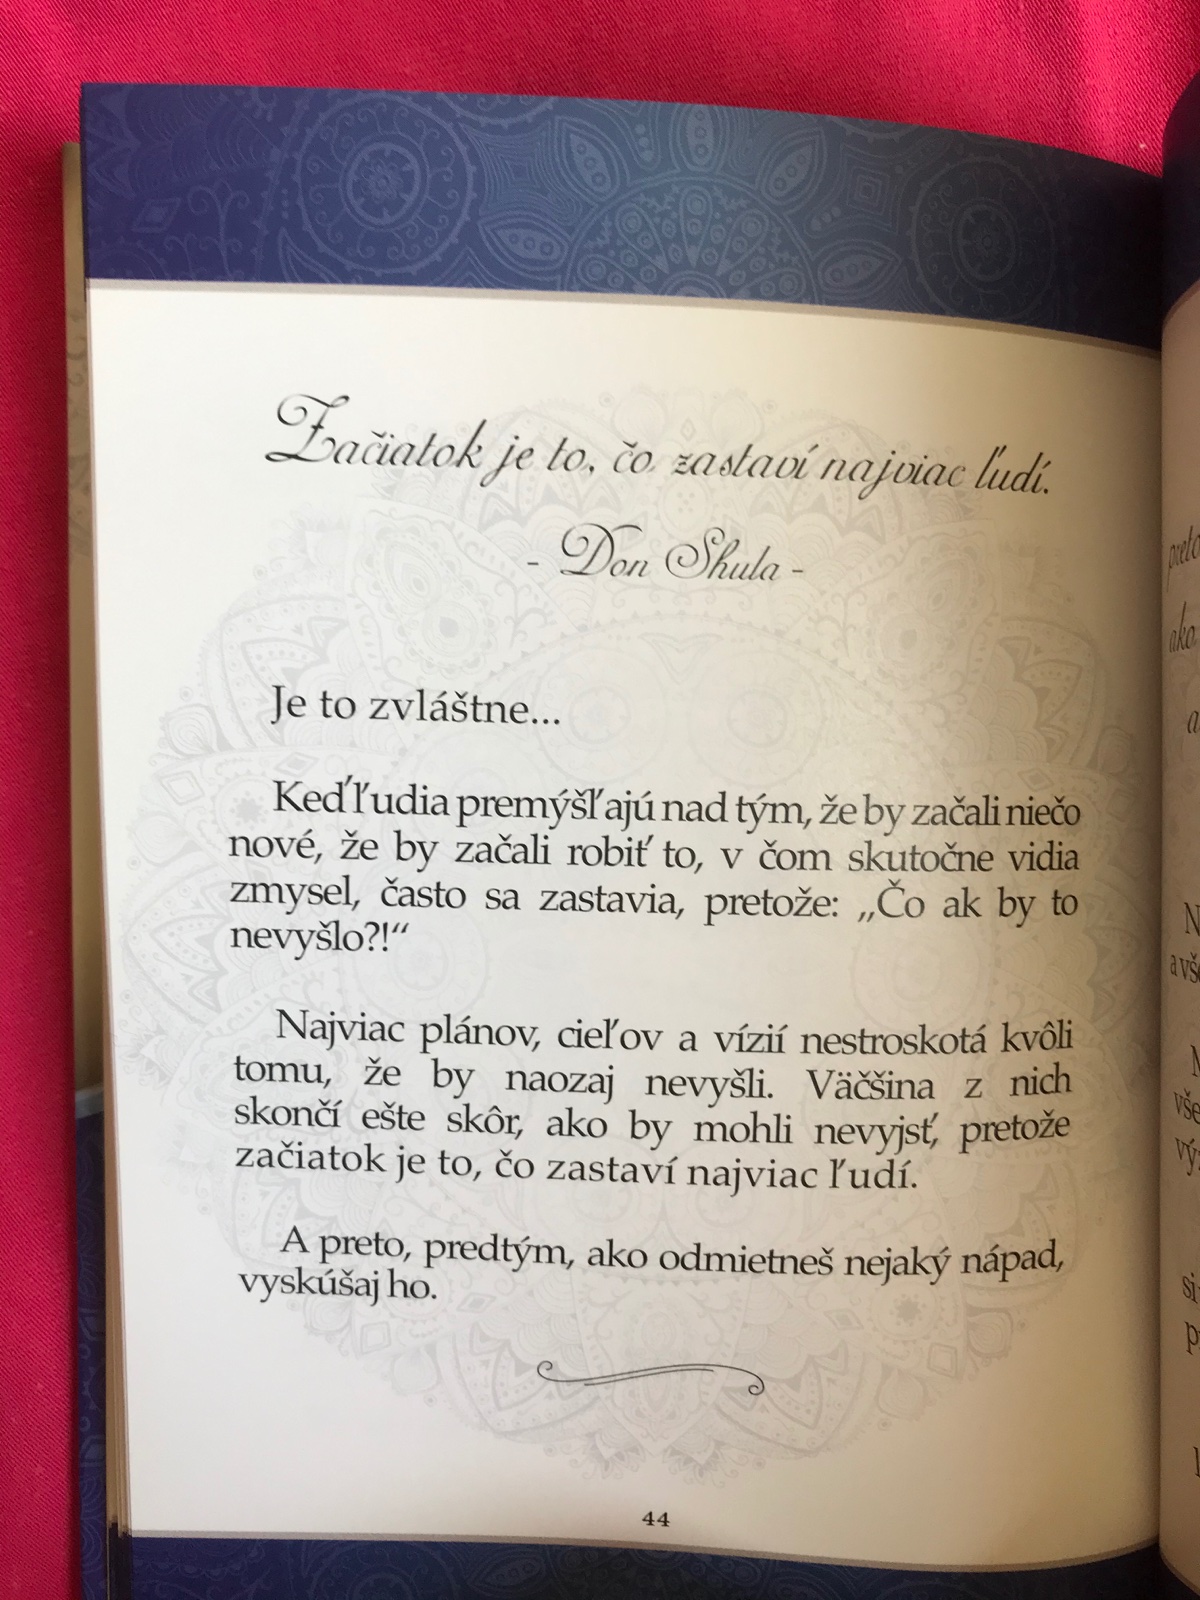 Začiatok je to, čo zastaví najviac ľudí.
- Don Shula -
Je to zvláštne...
Keď ľudia premýšľajú nad tým, že by začali niečo
nové, že by začali robiť to, v čom skutočne vidia
zmysel, často sa zastavia, pretože: „Čo ak by to
nevyšlo?!“
Najviac plánov, cieľov a vízií nestroskotá kvôli
tomu, že by naozaj nevyšli. Väčšina z nich
skončí ešte skôr, ako by mohli nevyjsť, pretože
začiatok je to, čo zastaví najviac ľudí.
A preto, predtým, ako odmietneš nejaký nápad,
vyskúšaj ho.
44